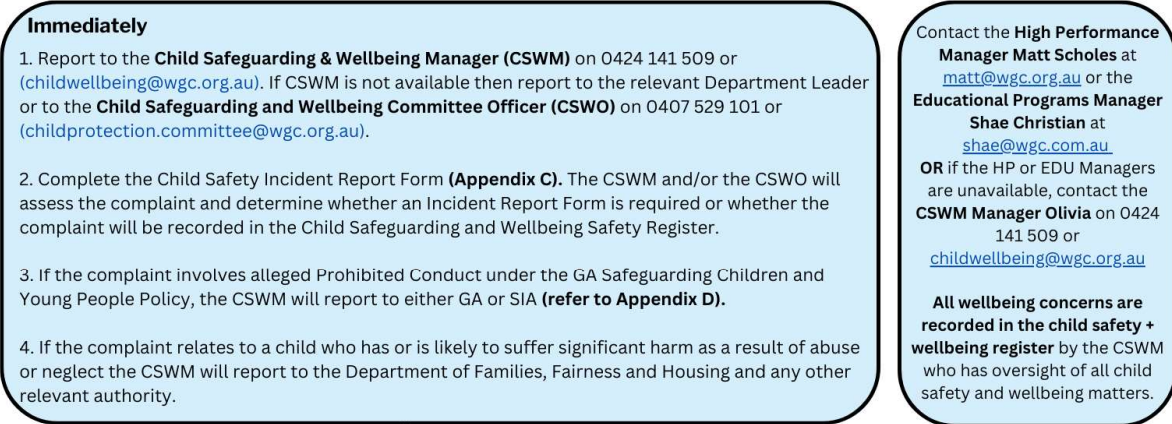 Immediately
1. Report to the Child Safeguarding & Wellbeing Manager (CSWM) on 0424 141 509 or
(childwellbeing@wgc.org.au). If CSWM is not available then report to the relevant Department Leader
or to the Child Safeguarding and Wellbeing Committee Officer (CSWO) on 0407 529 101 or
(childprotection.committee@wgc.org.au).
2. Complete the Child Safety Incident Report Form (Appendix C). The CSWM and/or the CSWO will
assess the complaint and determine whether an Incident Report Form is required or whether the
complaint will be recorded in the Child Safeguarding and Wellbeing Safety Register.
3. If the complaint involves alleged Prohibited Conduct under the GA Safeguarding Children and
Young People Policy, the CSWM will report to either GA or SIA (refer to Appendix D).
4. If the complaint relates to a child who has or is likely to suffer significant harm as a result of abuse
or neglect the CSWM will report to the Department of Families, Fairness and Housing and any other
relevant authority.
Contact the High Performance
Manager Matt Scholes at
matt@wgc.org.au or the
Educational Programs Manager
Shae Christian at
shae@wgc.com.au
OR if the HP or EDU Managers
are unavailable, contact the
CSWM Manager Olivia on 0424
141 509 or
childwellbeing@wgc.org.au
All wellbeing concerns are
recorded in the child safety +
wellbeing register by the CSWM
who has oversight of all child
safety and wellbeing matters.